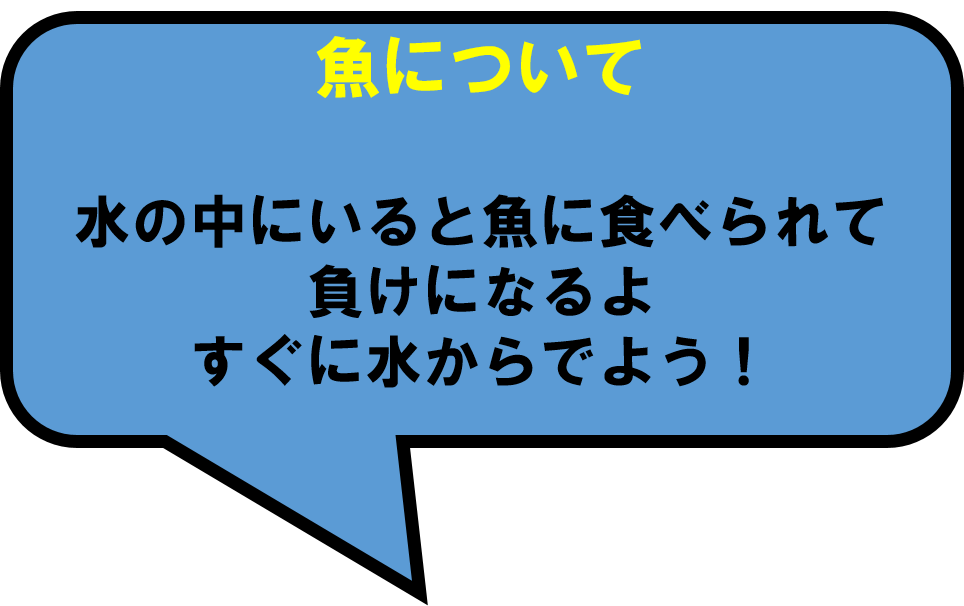 魚について
水の中にいると魚に食べられて
負けになるよ
すぐに水からでよう！